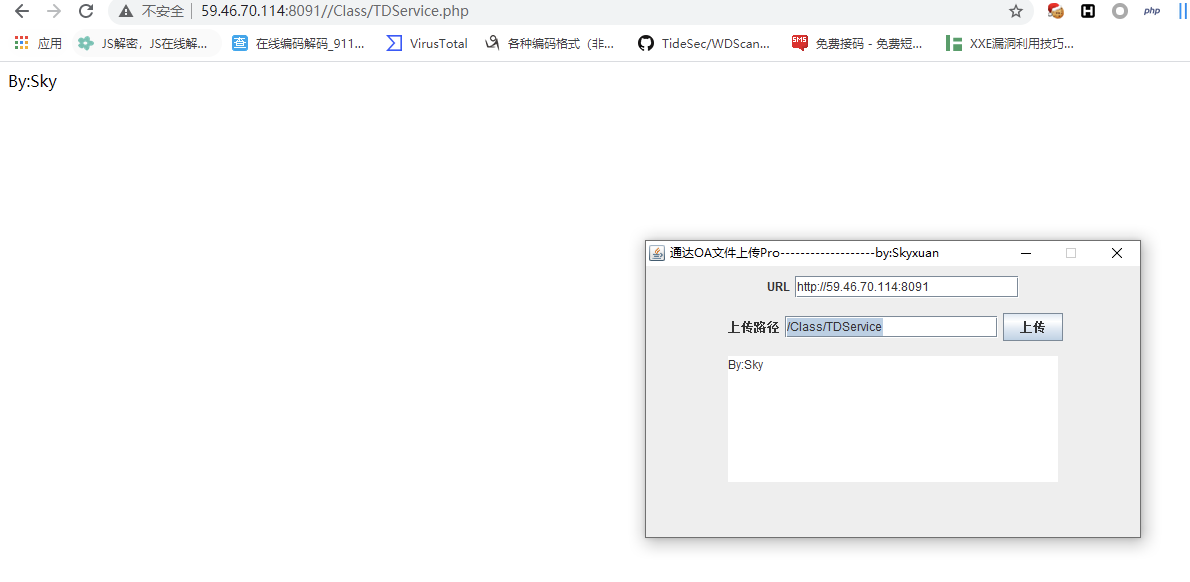 不安全 59.46.70.114:8091//Class/TDService.php php
应用 JS解密，JS在线解... 查 在线编码解码_911... VirusTotal 各种编码格式（非... TideSec/WDScan... SMS 免费接码 - 免费短... XXE漏洞利用技巧...
By:Sky
通达OA文件上传Pro-------------------by:Skyxuan
URL http://59.46.70.114:8091
上传路径 /Class/TDService 上传
By:Sky